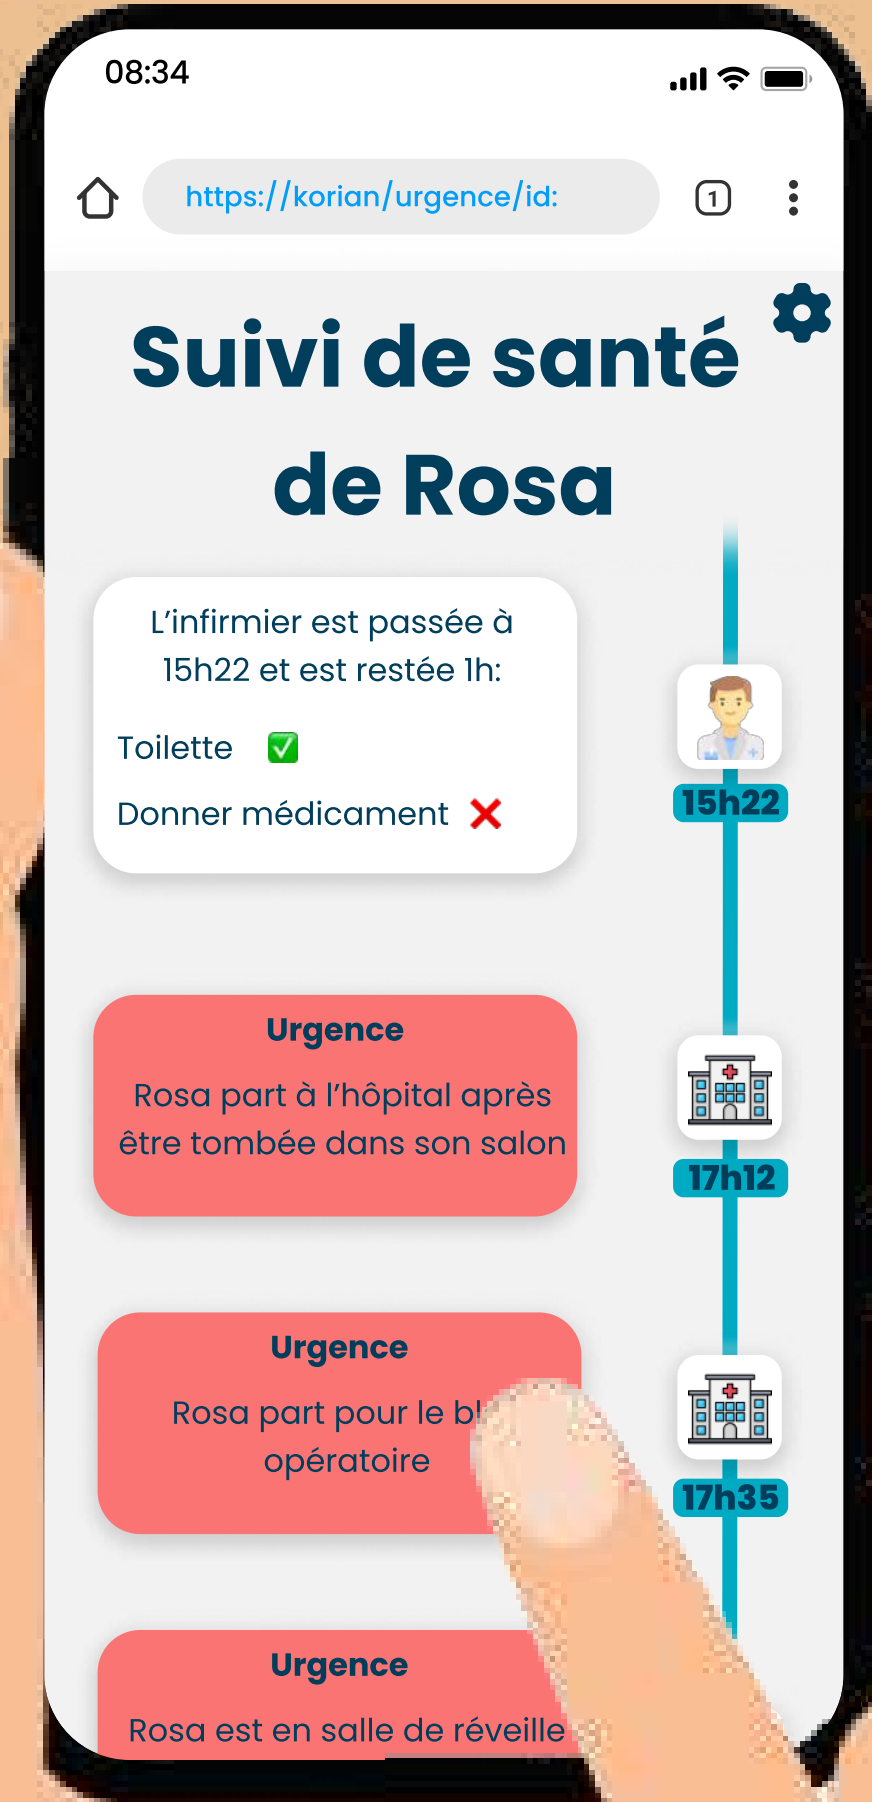 08:34
https://korian/urgence/id:
1
Suivi de santé
de Rosa
L’infirmier est passée à
15h22 et est restée 1h:
Toilette
Donner médicament
15h22
Urgence
Rosa part à l’hôpital après
être tombée dans son salon
17h12
Urgence
Rosa part pour le
opératoire
17h35
Urgence
Rosa est en salle de réveille